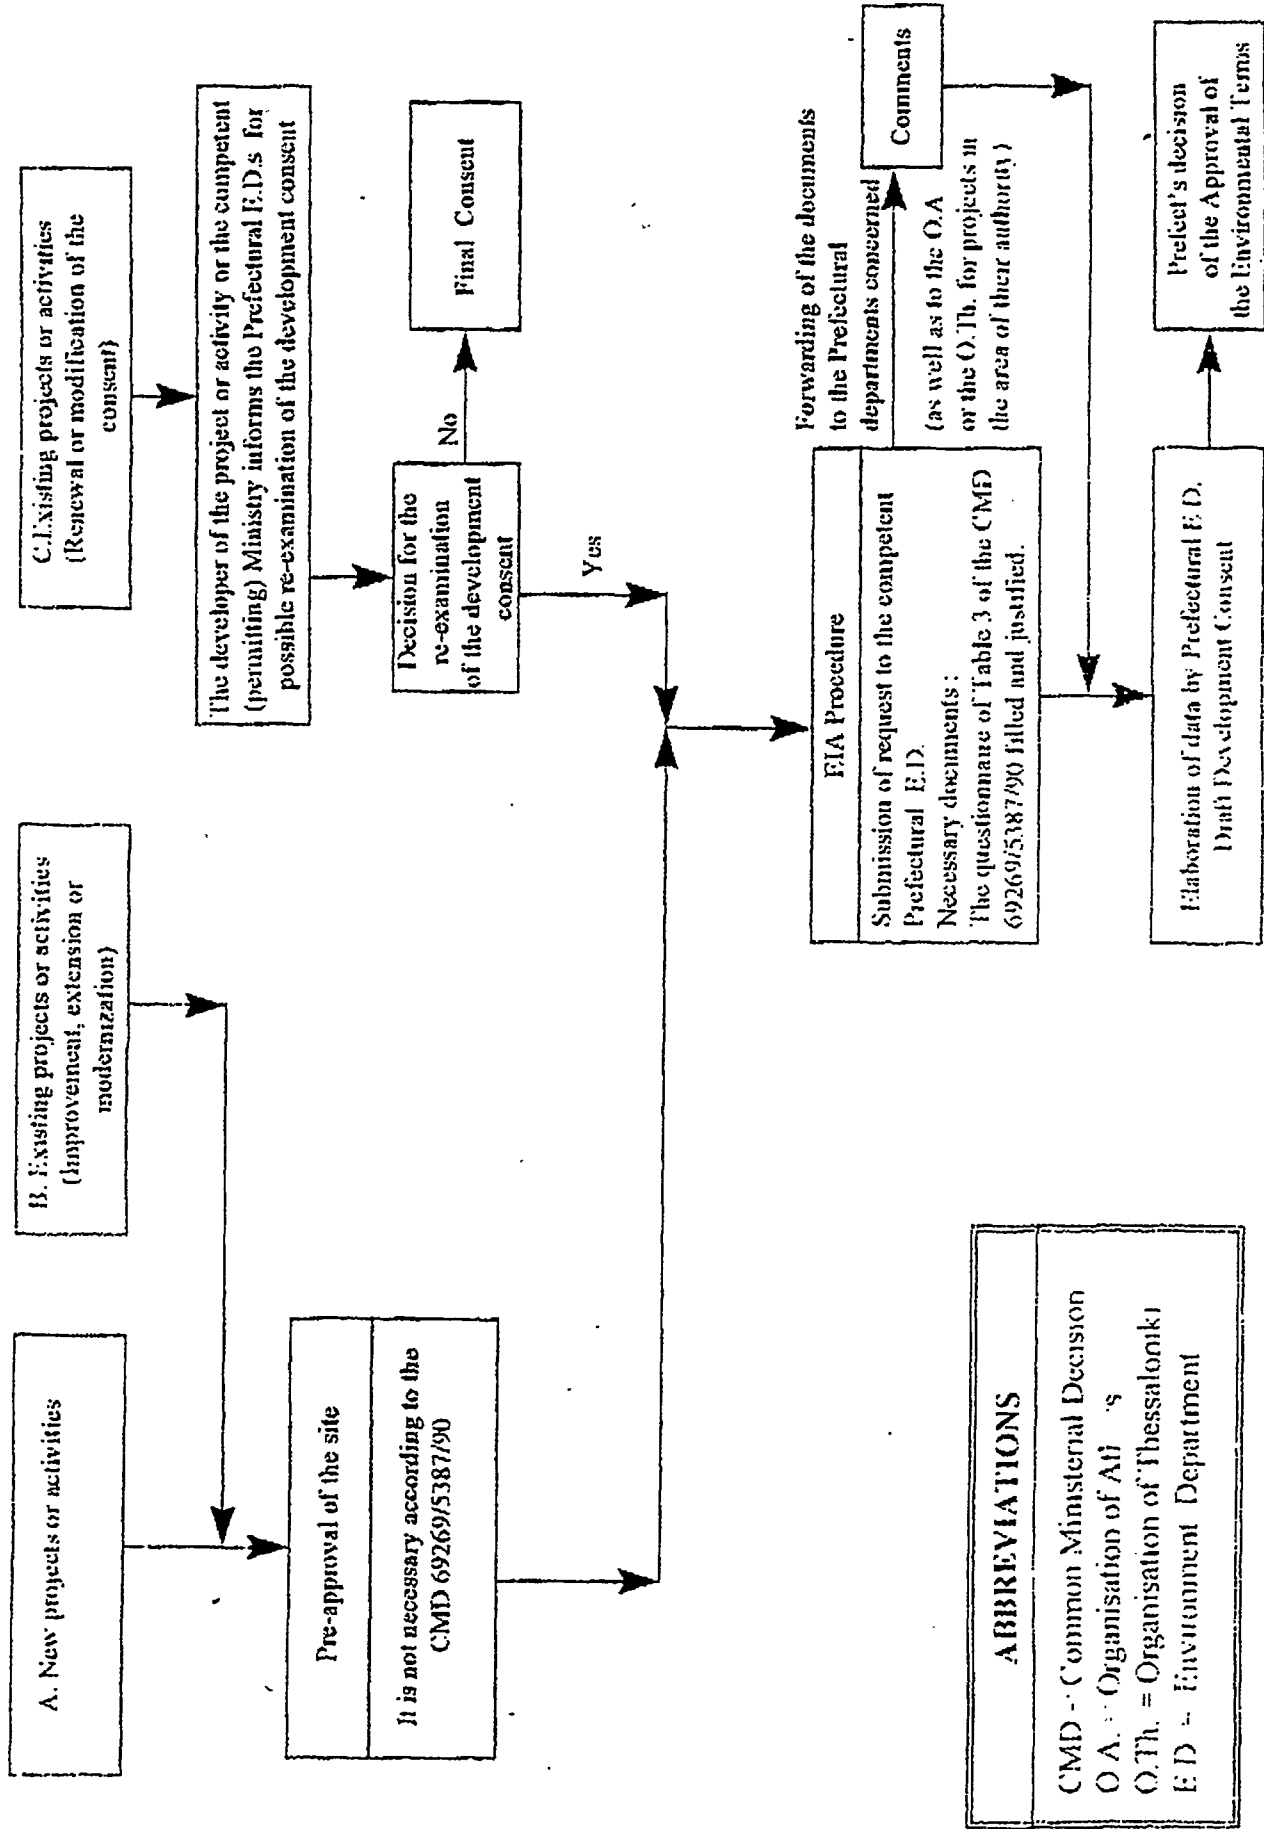 A. New projects or activities
B. Existing projects or activities
(Improvement, extension or
modernization)
C.Existing projects or activities
(Renewal or modification of the
consent)
Pre-approval of the site
It is not necessary according to the
CMD 69269/5387/90
The developer of the project or activity or the competent
(permitting) Ministry informs the Prefectural E.D.s for
possible re-examination of the development consent
Decision for the
re-examination
of the development
consent
No
Final Consent
Yes
EIA Procedure
Submission of request to the competent
Prefectural E.D.
Necessary documents :
The questionnaire of Table 3 of the CMD
69269/5387/90 filled and justified.
Forwarding of the documents
to the Prefectural
departments concerned
(as well as to the O.A
or the O.Th. for projects in
the area of their authority)
Comments
Elaboration of data by Prefectural E D.
Draft Development Consent
Prefect's decision
of the Approval of
the Environmental Terms
ABBREVIATIONS
CMD = Common Ministerial Decision
O A. = Organisation of
O.Th. = Organisation of Thessaloniki
E D = Environment Department